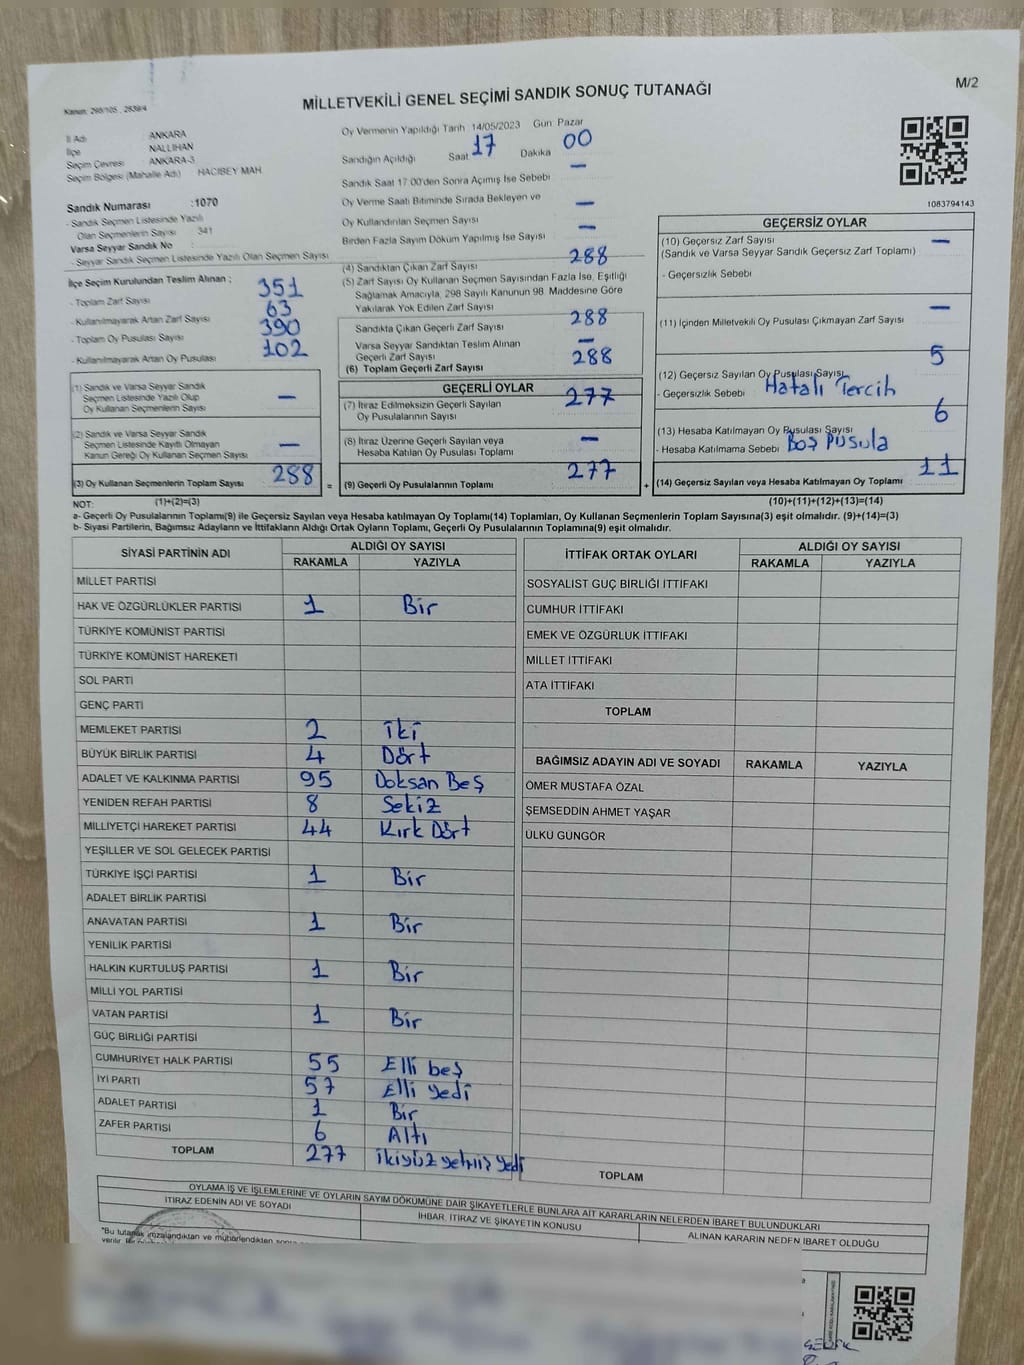 M/2
Kanun: 298/105 , 2839/4
MİLLETVEKİLİ GENEL SEÇİMİ SANDIK SONUÇ TUTANAĞI
İl Adı : ANKARA
İlçe : NALLIHAN
Seçim Çevresi : ANKARA-3
Seçim Bölgesi (Mahalle Adı) HACIBEY MAH.
Sandık Numarası :1070
- Sandık Seçmen Listesinde Yazılı
Olan Seçmenlerin Sayısı : 341
Varsa Seyyar Sandık No :
- Seyyar Sandık Seçmen Listesinde Yazılı Olan Seçmen Sayısı
Oy Vermenin Yapıldığı Tarih 14/05/2023 Gün: Pazar
Sandığın Açıldığı Saat 17 Dakika 00
Sandık Saat 17.00'den Sonra Açılmış İse Sebebi —
Oy Verme Saati Bitiminde Sırada Bekleyen ve
Oy Kullandırılan Seçmen Sayısı —
Birden Fazla Sayım Döküm Yapılmış İse Sayısı —
1083794143
İlçe Seçim Kurulundan Teslim Alınan ;
- Toplam Zarf Sayısı 351
- Kullanılmayarak Artan Zarf Sayısı 63
- Toplam Oy Pusulası Sayısı 390
- Kullanılmayarak Artan Oy Pusulası 102
(4) Sandıktan Çıkan Zarf Sayısı 288
(5) Zarf Sayısı Oy Kullanan Seçmen Sayısından Fazla İse, Eşitliği
Sağlamak Amacıyla, 298 Sayılı Kanunun 98. Maddesine Göre
Yakılarak Yok Edilen Zarf Sayısı
Sandıkta Çıkan Geçerli Zarf Sayısı 288
Varsa Seyyar Sandıktan Teslim Alınan
Geçerli Zarf Sayısı —
(6) Toplam Geçerli Zarf Sayısı 288
GEÇERSİZ OYLAR
(10) Geçersiz Zarf Sayısı —
(Sandık ve Varsa Seyyar Sandık Geçersiz Zarf Toplamı)
- Geçersizlik Sebebi :
(11) İçinden Milletvekili Oy Pusulası Çıkmayan Zarf Sayısı —
(12) Geçersiz Sayılan Oy Pusulası Sayısı 5
- Geçersizlik Sebebi : Hatalı Tercih
(13) Hesaba Katılmayan Oy Pusulası Sayısı 6
- Hesaba Katılmama Sebebi : Boş Pusula
(14) Geçersiz Sayılan veya Hesaba Katılmayan Oy Toplamı 11
(1) Sandık ve Varsa Seyyar Sandık
Seçmen Listesinde Yazılı Olup
Oy Kullanan Seçmenlerin Sayısı —
(2) Sandık ve Varsa Seyyar Sandık
Seçmen Listesinde Kayıtlı Olmayan
Kanun Gereği Oy Kullanan Seçmen Sayısı —
(3) Oy Kullanan Seçmenlerin Toplam Sayısı 288
GEÇERLİ OYLAR
(7) İtiraz Edilmeksizin Geçerli Sayılan
Oy Pusulalarının Sayısı 277
(8) İtiraz Üzerine Geçerli Sayılan veya
Hesaba Katılan Oy Pusulası Toplamı —
= (9) Geçerli Oy Pusulalarının Toplamı 277 +
NOT: (1)+(2)=(3) (10)+(11)+(12)+(13)=(14)
a- Geçerli Oy Pusulalarının Toplamı(9) ile Geçersiz Sayılan veya Hesaba katılmayan Oy Toplamı(14) Toplamları, Oy Kullanan Seçmenlerin Toplam Sayısına(3) eşit olmalıdır. (9)+(14)=(3)
b- Siyasi Partilerin, Bağımsız Adayların ve İttifakların Aldığı Ortak Oyların Toplamı, Geçerli Oy Pusulalarının Toplamına(9) eşit olmalıdır.
SİYASİ PARTİNİN ADI ALDIĞI OY SAYISI
RAKAMLA YAZIYLA
MİLLET PARTİSİ
HAK VE ÖZGÜRLÜKLER PARTİSİ 1 Bir
TÜRKİYE KOMÜNİST PARTİSİ
TÜRKİYE KOMÜNİST HAREKETİ
SOL PARTİ
GENÇ PARTİ
MEMLEKET PARTİSİ 2 İki
BÜYÜK BİRLİK PARTİSİ 4 Dört
ADALET VE KALKINMA PARTİSİ 95 Doksan Beş
YENİDEN REFAH PARTİSİ 8 Sekiz
MİLLİYETÇİ HAREKET PARTİSİ 44 Kırk Dört
YEŞİLLER VE SOL GELECEK PARTİSİ
TÜRKİYE İŞÇİ PARTİSİ 1 Bir
ADALET BİRLİK PARTİSİ
ANAVATAN PARTİSİ 1 Bir
YENİLİK PARTİSİ
HALKIN KURTULUŞ PARTİSİ 1 Bir
MİLLİ YOL PARTİSİ
VATAN PARTİSİ 1 Bir
GÜÇ BİRLİĞİ PARTİSİ
CUMHURİYET HALK PARTİSİ 55 Elli beş
İYİ PARTİ 57 Elli yedi
ADALET PARTİSİ 1 Bir
ZAFER PARTİSİ 6 Altı
TOPLAM 277 ikiyüz yetmiş yedi
İTTİFAK ORTAK OYLARI ALDIĞI OY SAYISI
RAKAMLA YAZIYLA
SOSYALİST GÜÇ BİRLİĞİ İTTİFAKI
CUMHUR İTTİFAKI
EMEK VE ÖZGÜRLÜK İTTİFAKI
MİLLET İTTİFAKI
ATA İTTİFAKI
TOPLAM
BAĞIMSIZ ADAYIN ADI VE SOYADI RAKAMLA YAZIYLA
ÖMER MUSTAFA ÖZAL
ŞEMSEDDİN AHMET YAŞAR
ÜLKÜ GÜNGÖR
TOPLAM
OYLAMA İŞ VE İŞLEMLERİNE VE OYLARIN SAYIM DÖKÜMÜNE DAİR ŞİKAYETLERLE BUNLARA AİT KARARLARIN NELERDEN İBARET BULUNDUKLARI
İTİRAZ EDENİN ADI VE SOYADI İHBAR, İTİRAZ VE ŞİKAYETİN KONUSU ALINAN KARARIN NEDEN İBARET OLDUĞU
"Bu tutanak imzalandıktan ve mühürlendikten sonra